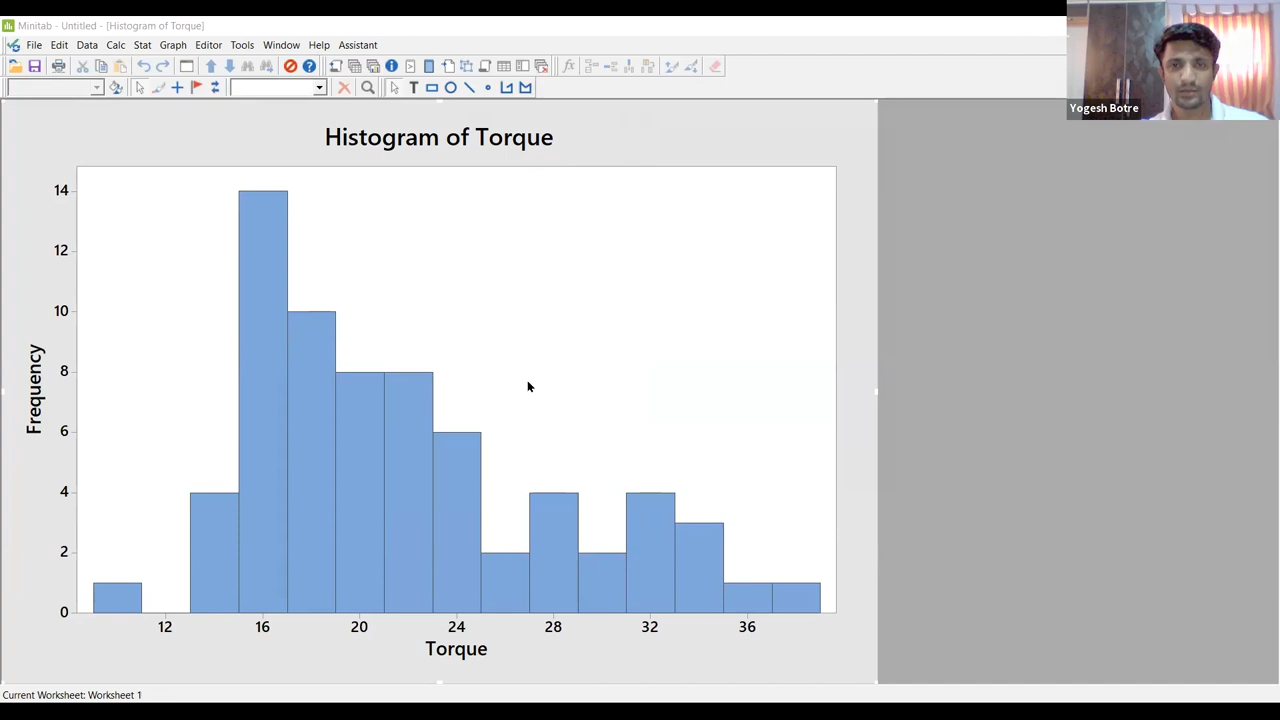 Minitab - Untitled - [Histogram of Torque]
File Edit Data Calc Stat Graph Editor Tools Window Help Assistant
Yogesh Botre
Histogram of Torque
14
12
10
8
6
4
2
0
Frequency
12 16 20 24 28 32 36
Torque
Current Worksheet: Worksheet 1